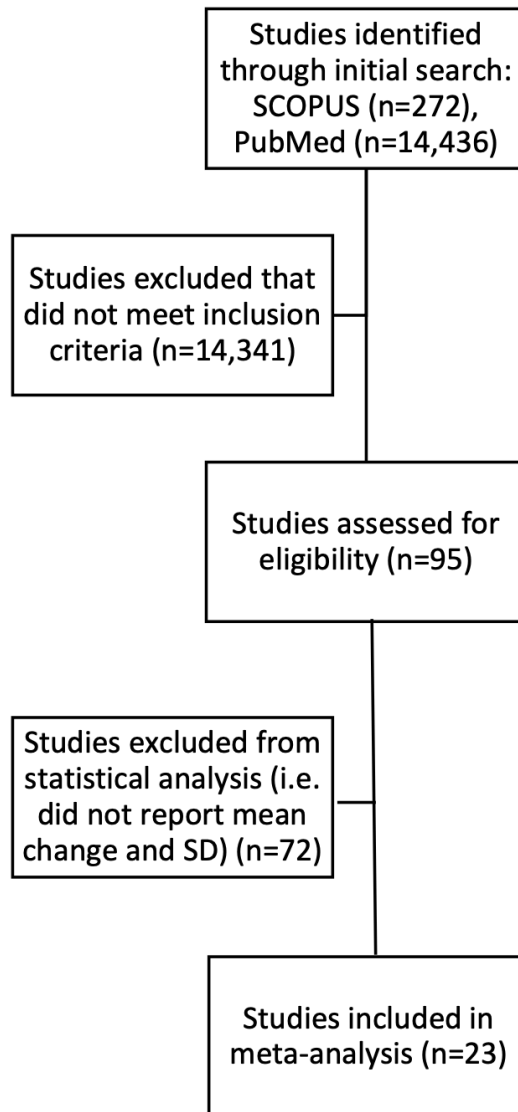 Studies identified
through initial search:
SCOPUS (n=272),
PubMed (n=14,436)
Studies excluded that
did not meet inclusion
criteria (n=14,341)
Studies assessed for
eligibility (n=95)
Studies excluded from
statistical analysis (i.e.
did not report mean
change and SD) (n=72)
Studies included in
meta-analysis (n=23)